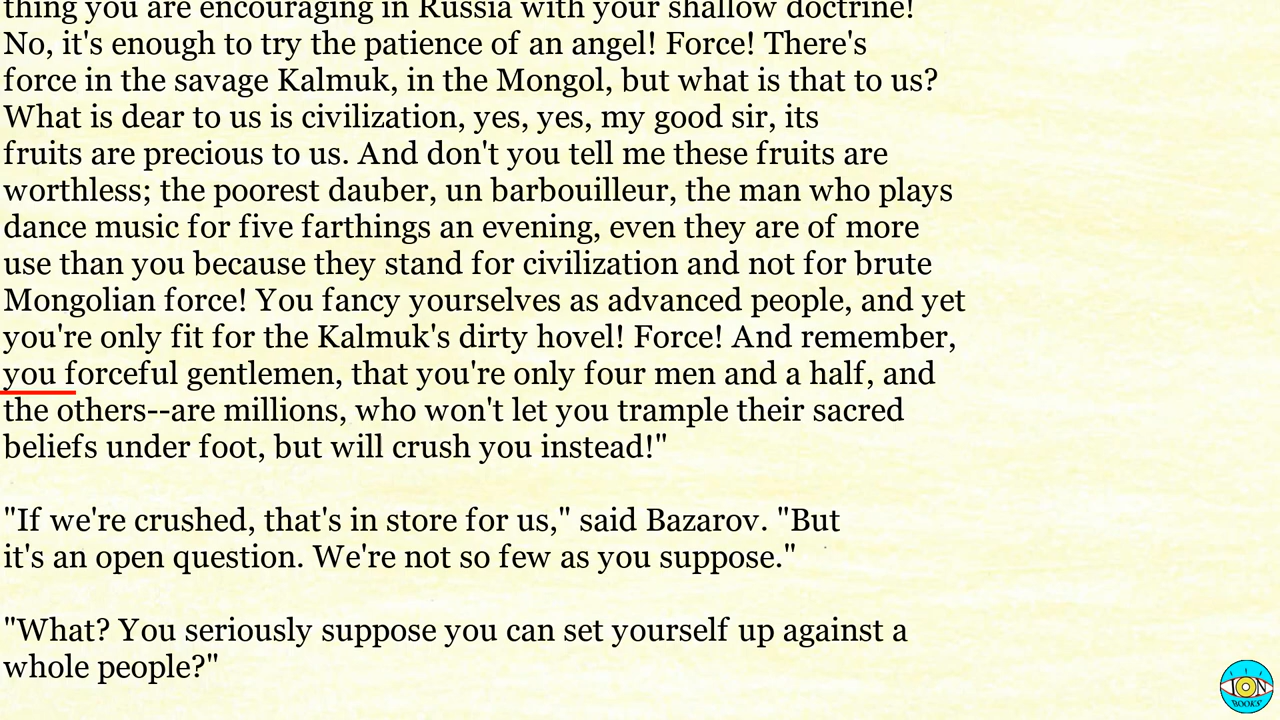 thing you are encouraging in Russia with your shallow doctrine!
No, it's enough to try the patience of an angel! Force! There's
force in the savage Kalmuk, in the Mongol, but what is that to us?
What is dear to us is civilization, yes, yes, my good sir, its
fruits are precious to us. And don't you tell me these fruits are
worthless; the poorest dauber, un barbouilleur, the man who plays
dance music for five farthings an evening, even they are of more
use than you because they stand for civilization and not for brute
Mongolian force! You fancy yourselves as advanced people, and yet
you're only fit for the Kalmuk's dirty hovel! Force! And remember,
you forceful gentlemen, that you're only four men and a half, and
the others--are millions, who won't let you trample their sacred
beliefs under foot, but will crush you instead!"
"If we're crushed, that's in store for us," said Bazarov. "But
it's an open question. We're not so few as you suppose."
"What? You seriously suppose you can set yourself up against a
whole people?"
ION
BOOKS